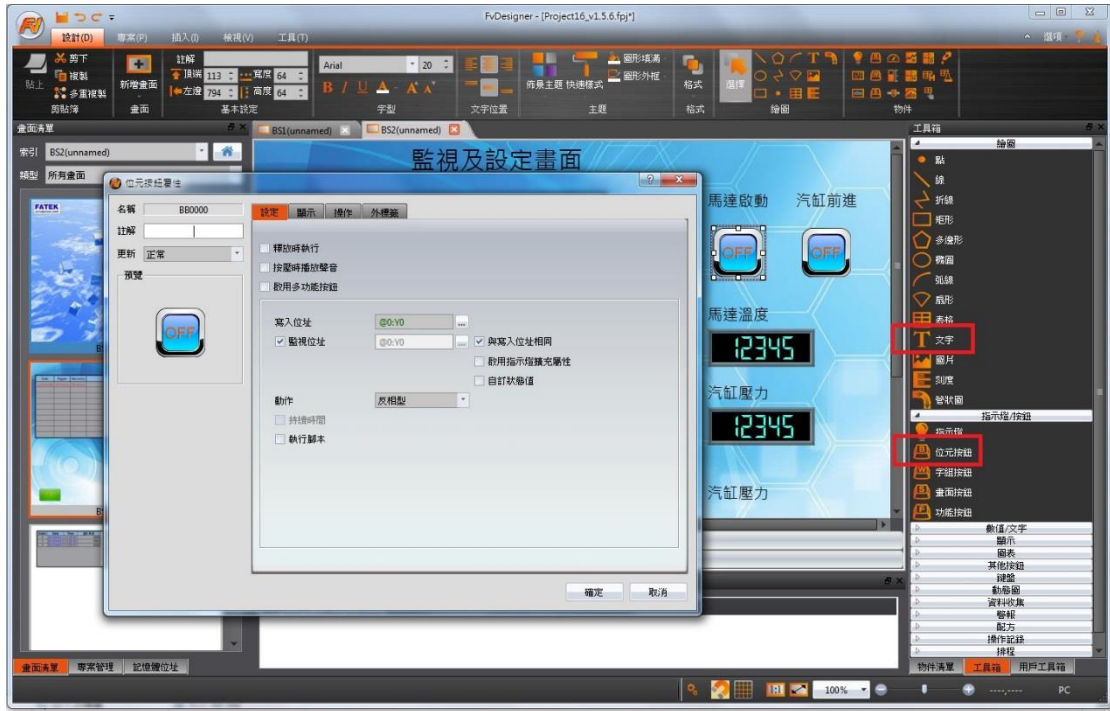 FvDesigner - [Project16_v1.5.6.fpj*]
設計(D) 專案(P) 插入(I) 檢視(V) 工具(T) 選項
貼上 剪下 複製 多重複製 剪貼簿
新增畫面 畫面
註解
頂端 113 寬度 64
左邊 794 高度 64
基本設定
Arial 20
B I U A A A
字型
文字位置
佈景主題 快速樣式 圖形填滿 圖形外框
主題
格式
格式
選擇
繪圖
物件
畫面清單
索引 BS2(unnamed)
類型 所有畫面
FATEK
BS1(unnamed) BS2(unnamed)
監視及設定畫面
馬達啟動 汽缸前進
OFF OFF
馬達溫度
12345
汽缸壓力
12345
汽缸壓力
位元按鈕屬性
名稱 BB0000
註解
更新 正常
預覽
OFF
設定 顯示 操作 外標籤
釋放時執行
按壓時播放聲音
啟用多功能按鈕
寫入位址 @0:Y0 ...
監視位址 @0:Y0 ... 與寫入位址相同
啟用指示燈擴充屬性
自訂狀態值
動作 反相型
持續時間
執行腳本
確定 取消
工具箱
繪圖
點
線
折線
矩形
多邊形
橢圓
弧線
扇形
表格
文字
圖片
刻度
管狀圖
指示燈/按鈕
指示燈
位元按鈕
字組按鈕
畫面按鈕
功能按鈕
數值/文字
顯示
圖表
其他按鈕
鍵盤
動態圖
資料收集
警報
配方
操作記錄
排程
畫面清單 專案管理 記憶體位址
物件清單 工具箱 用戶工具箱
1:1 100% ----,---- PC